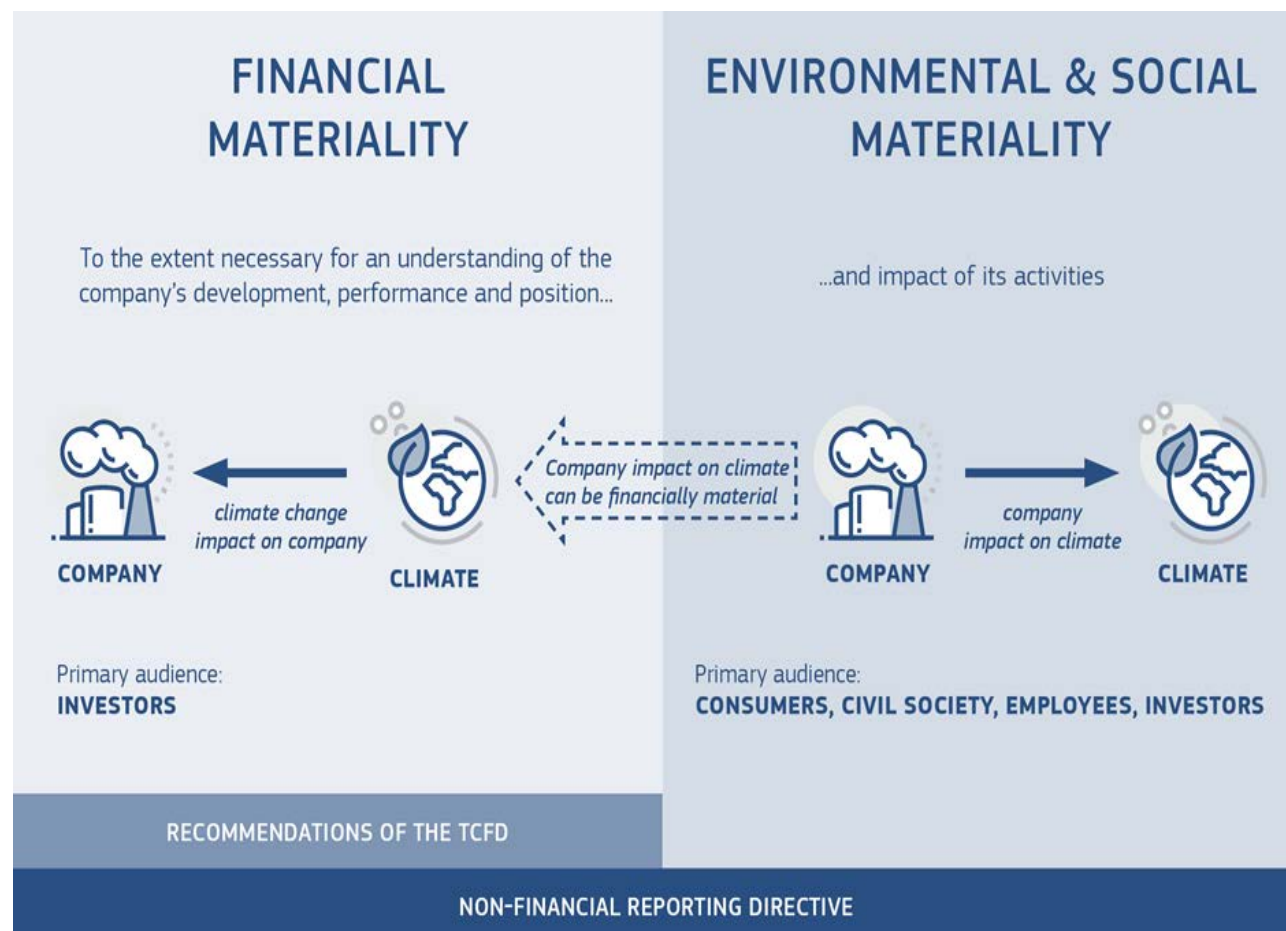 FINANCIAL
MATERIALITY
To the extent necessary for an understanding of the
company's development, performance and position...
climate change
impact on company
COMPANY
CLIMATE
Primary audience:
INVESTORS
RECOMMENDATIONS OF THE TCFD
Company impact on climate
can be financially material
ENVIRONMENTAL & SOCIAL
MATERIALITY
...and impact of its activities
company
impact on climate
COMPANY
CLIMATE
Primary audience:
CONSUMERS, CIVIL SOCIETY, EMPLOYEES, INVESTORS
NON-FINANCIAL REPORTING DIRECTIVE